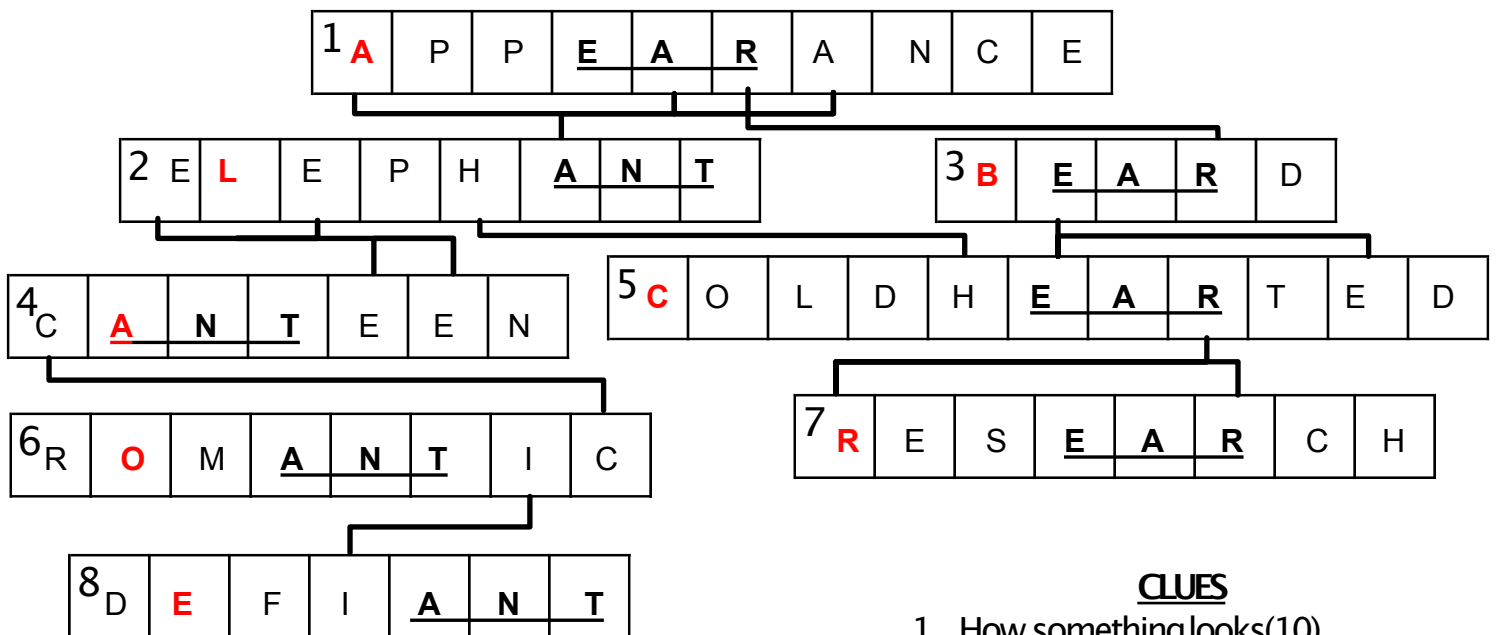 1 A P P E A R A N C E
2 E L E P H A N T
3 B E A R D
4 C A N T E E N
5 C O L D H E A R T E D
6 R O M A N T I C
7 R E S E A R C H
8 D E F I A N T
CLUES
1. How something looks(10)